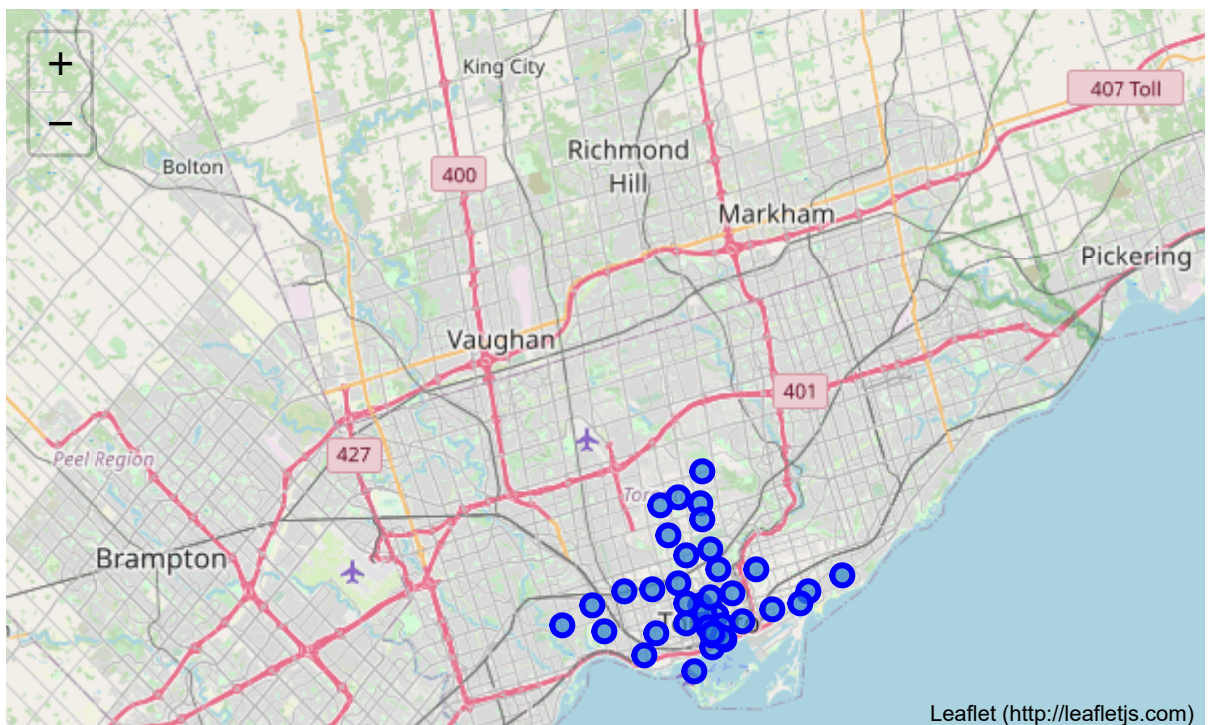 +
−
King City
407 Toll
Bolton
400
Richmond
Hill
Markham
Pickering
Vaughan
401
427
Peel Region
Brampton
Leaflet (http://leafletjs.com)